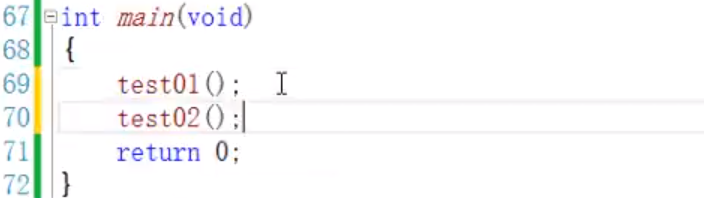 67 int main(void)
68 {
69 test01();
70 test02();
71 return 0;
72 }